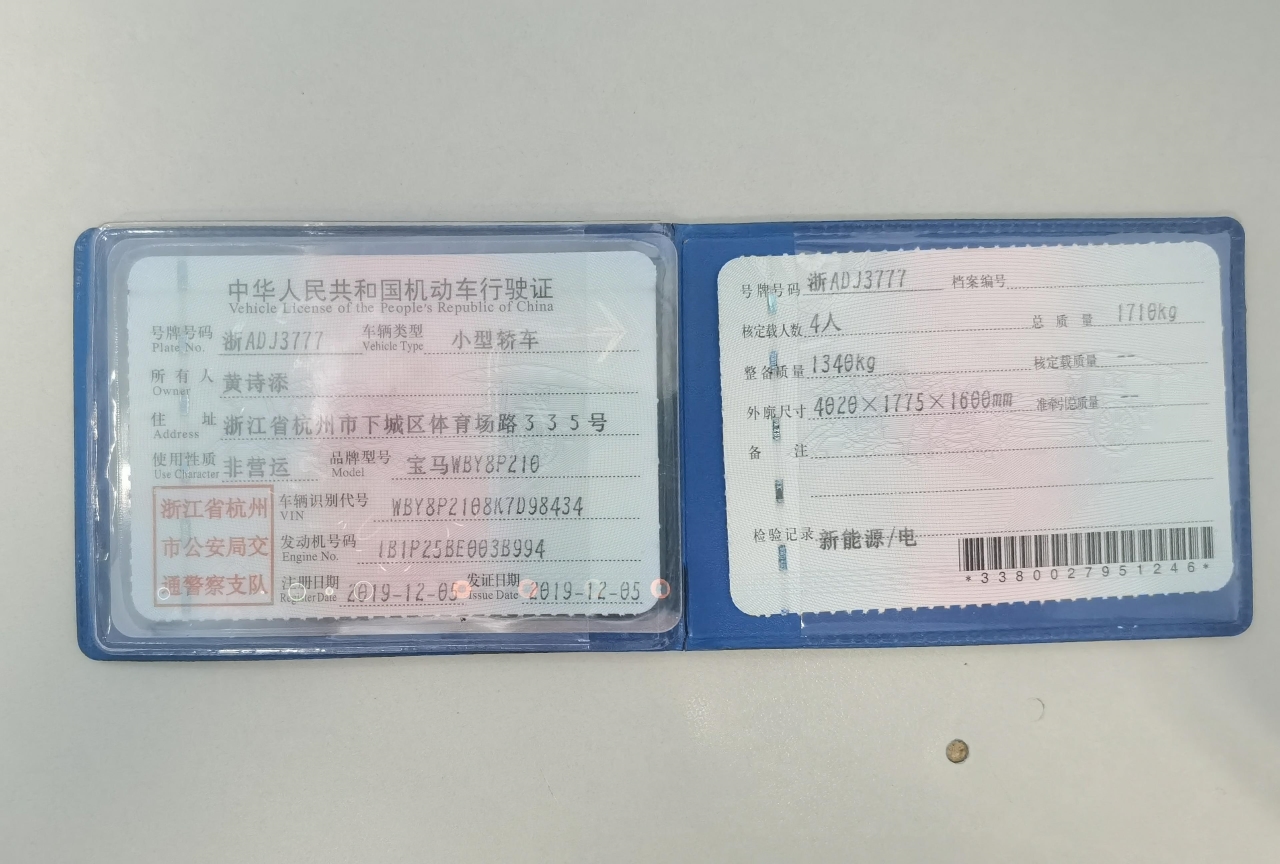 中华人民共和国机动车行驶证
Vehicle License of the People's Republic of China
号牌号码 浙ADJ3777 车辆类型 小型轿车
Plate No. Vehicle Type
所有人 黄诗添
Owner
住址 浙江省杭州市下城区体育场路335号
Address
使用性质 非营运 品牌型号 宝马WBY8P210
Use Character Model
浙江省杭州
市公安局交
通警察支队
车辆识别代号 WBY8P2108K7D98434
VIN
发动机号码 IB1P25BE003B994
Engine No.
注册日期 2019-12-05 发证日期 2019-12-05
Register Date Issue Date
号牌号码 浙ADJ3777 档案编号
核定载人数 4人 总质量 1710kg
整备质量 1340kg 核定载质量 --
外廓尺寸 4020×1775×1600mm 准牵引总质量 --
备注
检验记录 新能源/电
*3380027951246*